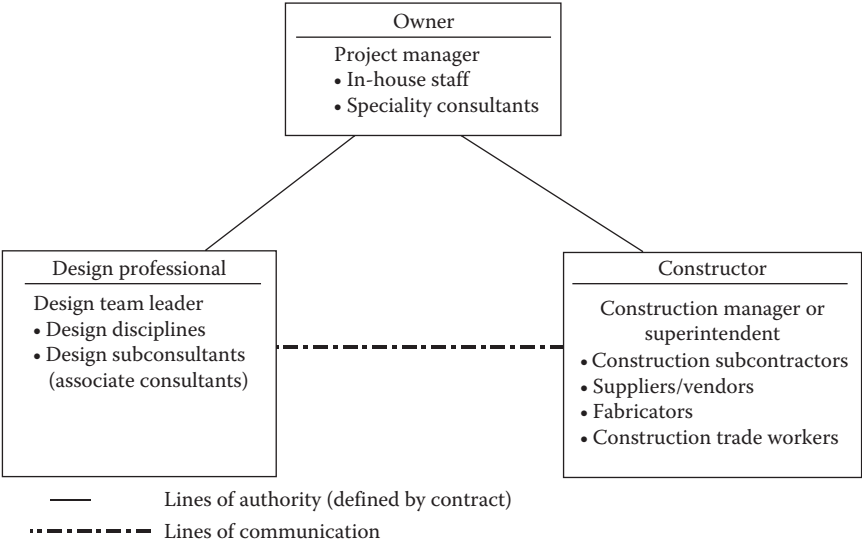 Owner
Project manager
• In-house staff
• Speciality consultants
Design professional
Design team leader
• Design disciplines
• Design subconsultants
(associate consultants)
Constructor
Construction manager or
superintendent
• Construction subcontractors
• Suppliers/vendors
• Fabricators
• Construction trade workers
Lines of authority (defined by contract)
Lines of communication